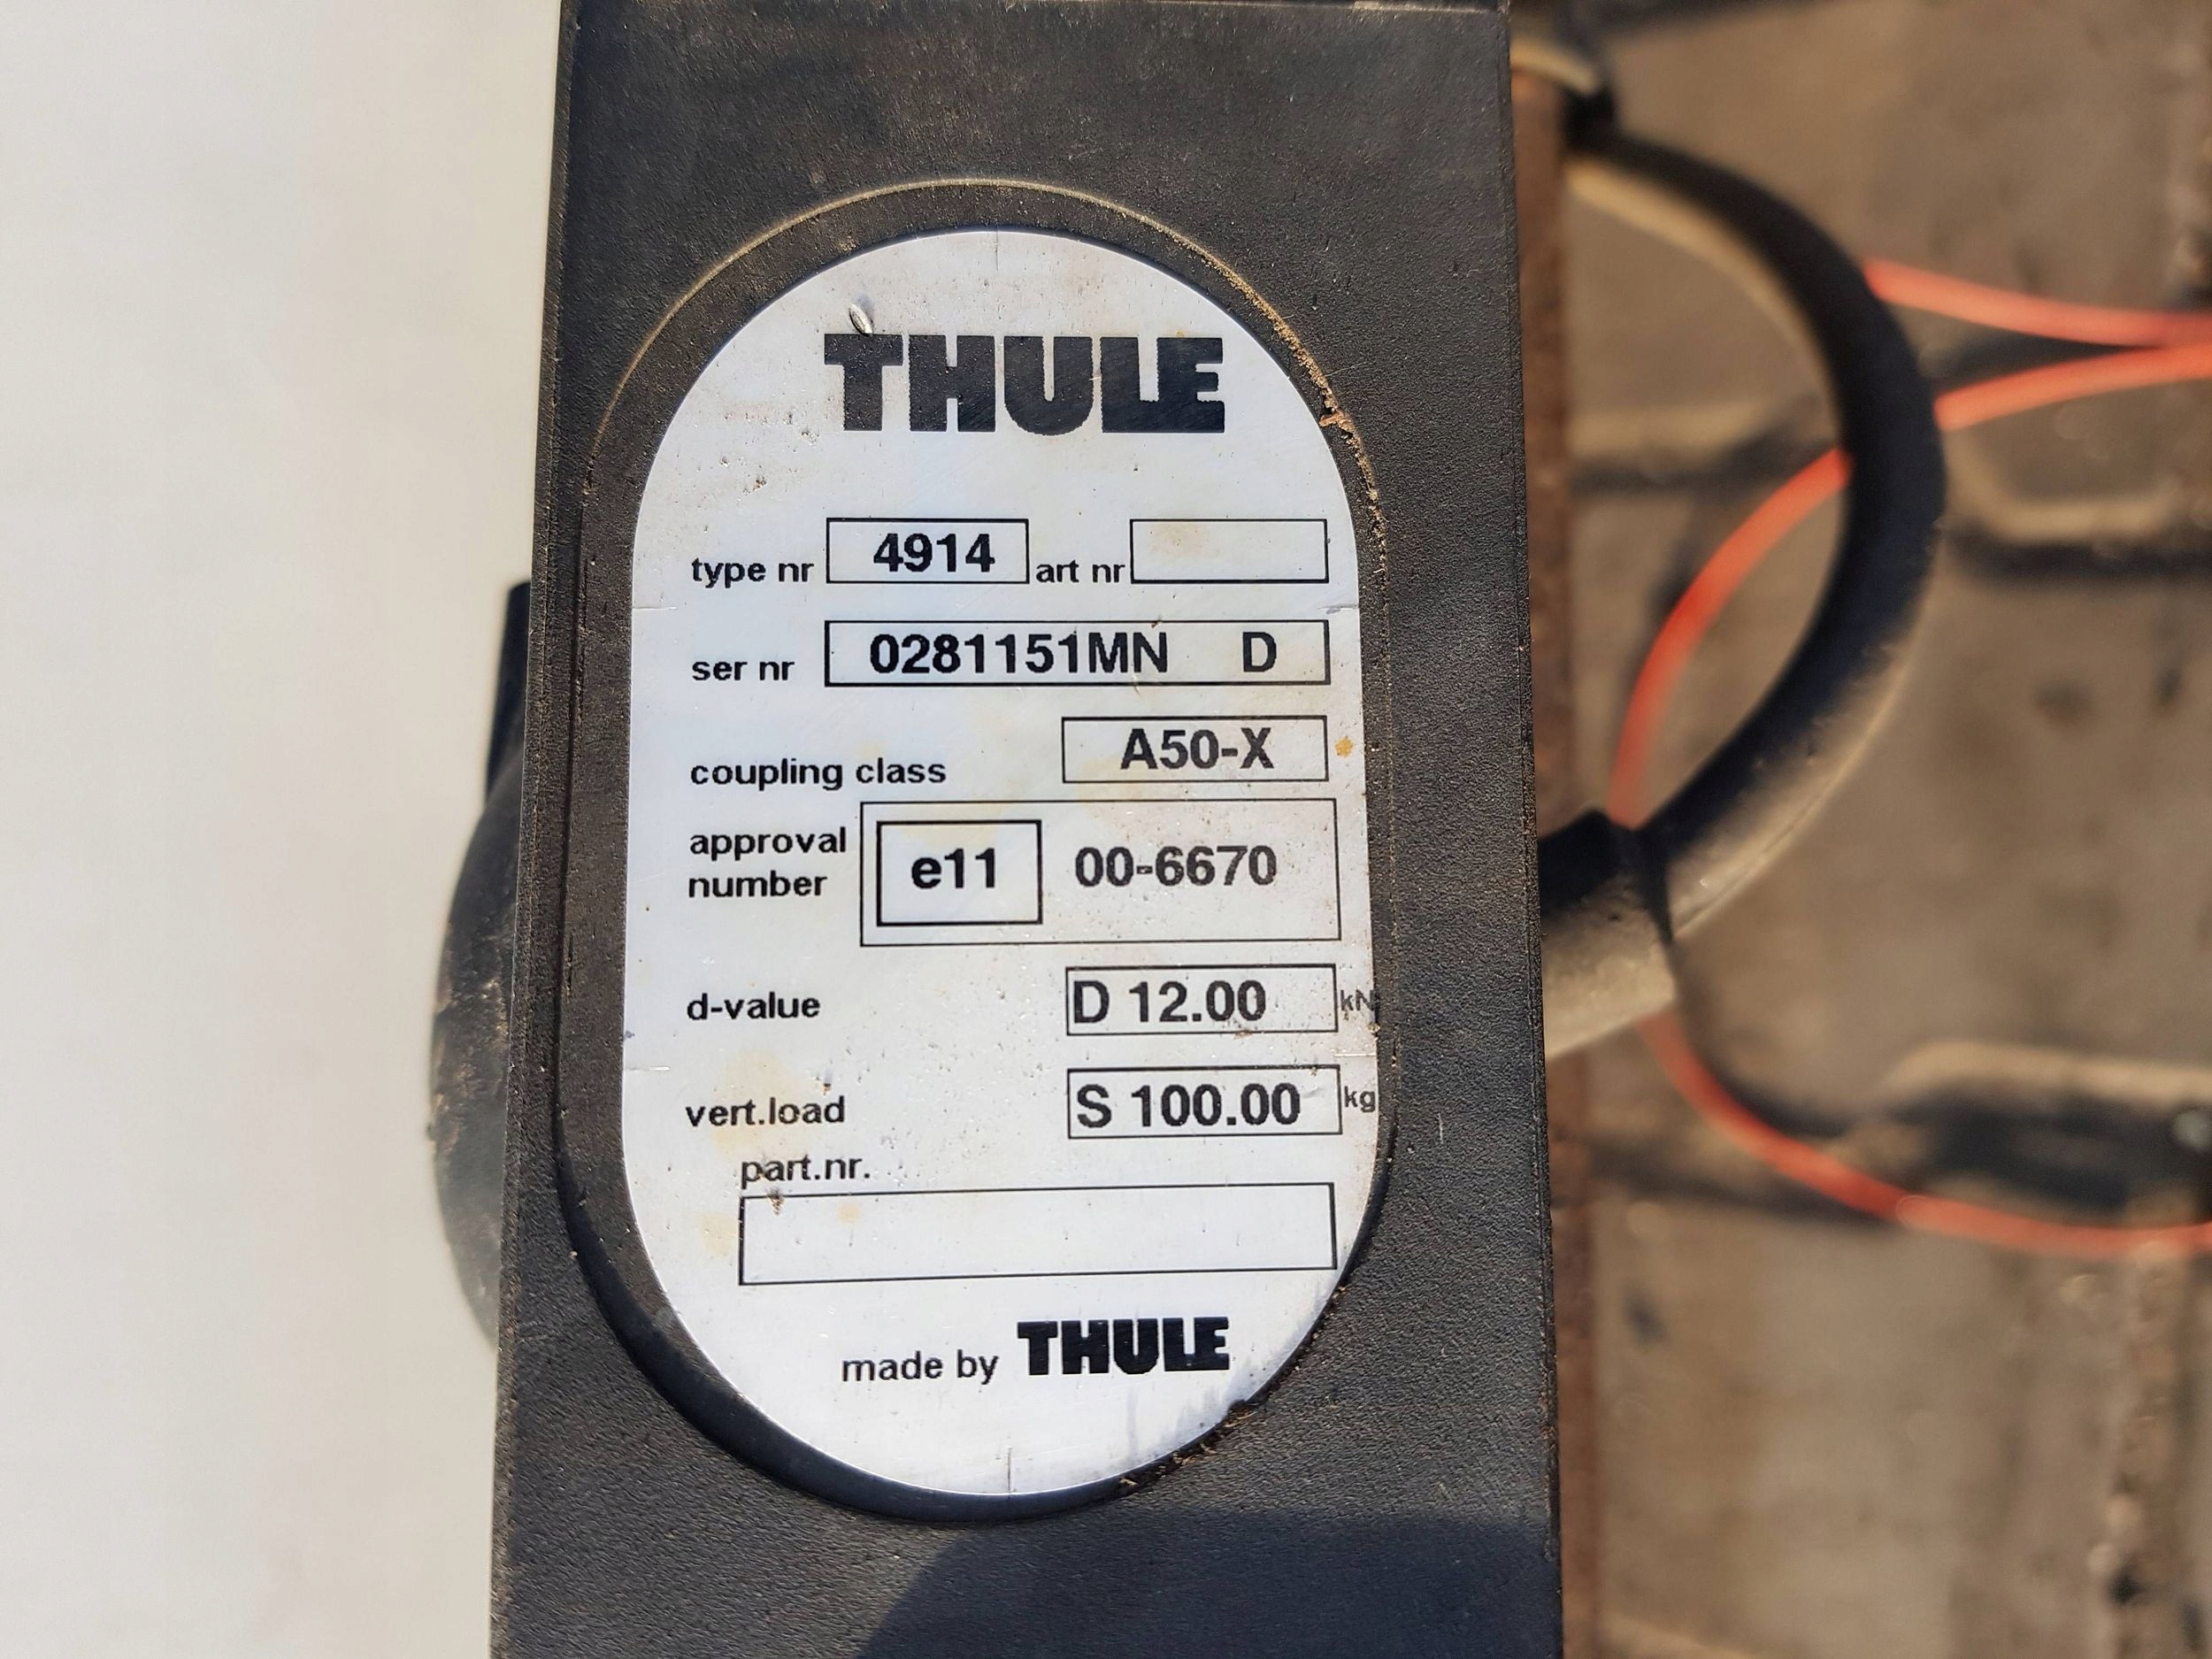 THULE
type nr 4914 art nr
ser nr 0281151MN D
coupling class A50-X
approval number e11 00-6670
d-value D 12.00 kN
vert.load S 100.00 kg
part.nr.
made by THULE